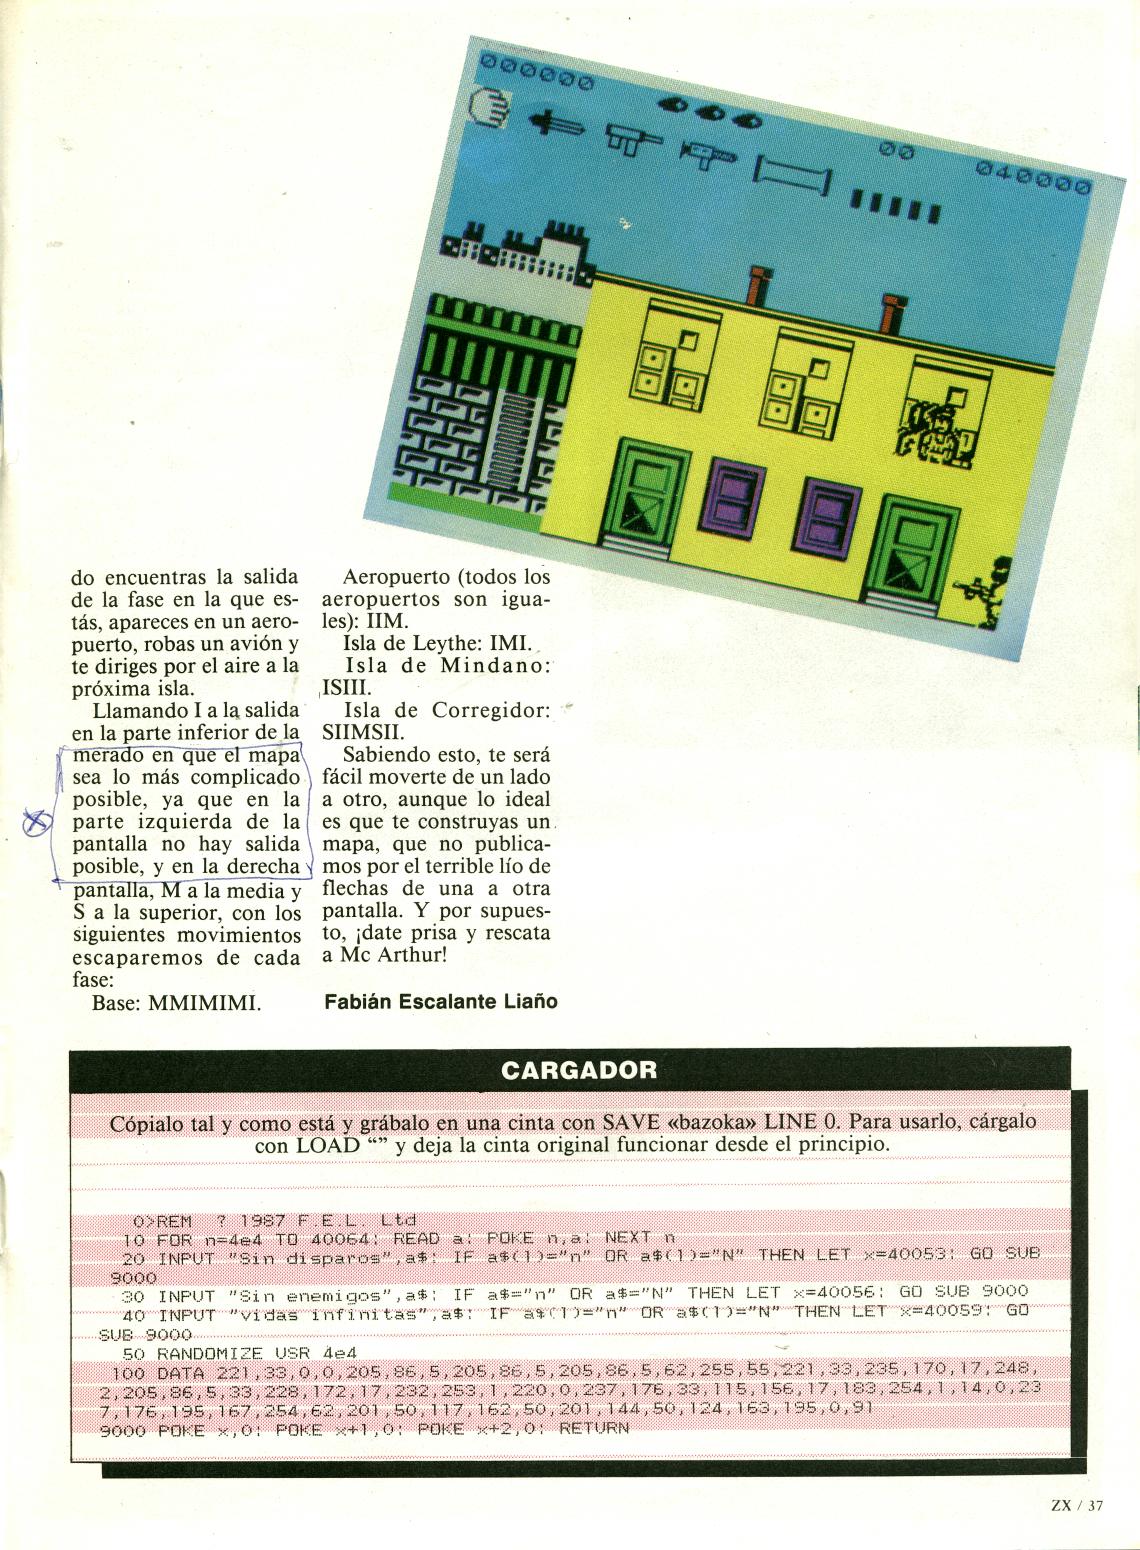 000000
00
040000
do encuentras la salida
de la fase en la que es-
tás, apareces en un aero-
puerto, robas un avión y
te diriges por el aire a la
próxima isla.
Llamando I a la salida
en la parte inferior de la
merado en que el mapa
sea lo más complicado
posible, ya que en la
parte izquierda de la
pantalla no hay salida
posible, y en la derecha
pantalla, M a la media y
S a la superior, con los
siguientes movimientos
escaparemos de cada
fase:
Base: MMIMIMI.
Aeropuerto (todos los
aeropuertos son igua-
les): IIM.
Isla de Leythe: IMI.
Isla de Mindano:
ISIII.
Isla de Corregidor:
SIIMSII.
Sabiendo esto, te será
fácil moverte de un lado
a otro, aunque lo ideal
es que te construyas un
mapa, que no publica-
mos por el terrible lío de
flechas de una a otra
pantalla. Y por supues-
to, ¡date prisa y rescata
a Mc Arthur!
Fabián Escalante Liaño
CARGADOR
Cópialo tal y como está y grábalo en una cinta con SAVE «bazoka» LINE 0. Para usarlo, cárgalo
con LOAD “” y deja la cinta original funcionar desde el principio.
0>REM ? 1987 F.E.L. Ltd
10 FOR n=4e4 TO 40064: READ a: POKE n,a: NEXT n
20 INPUT "Sin disparos",a$: IF a$(1)="n" OR a$(1)="N" THEN LET x=40053: GO SUB
9000
30 INPUT "Sin enemigos",a$: IF a$="n" OR a$="N" THEN LET x=40056: GO SUB 9000
40 INPUT "vidas infinitas",a$: IF a$(1)="n" OR a$(1)="N" THEN LET x=40059: GO
SUB 9000
50 RANDOMIZE USR 4e4
100 DATA 221,33,0,0,205,86,5,205,86,5,205,86,5,62,255,55,221,33,235,170,17,248,
2,205,86,5,33,228,172,17,232,253,1,220,0,237,176,33,115,156,17,183,254,1,14,0,23
7,176,195,167,254,62,201,50,117,162,50,201,144,50,124,163,195,0,91
9000 POKE x,0: POKE x+1,0: POKE x+2,0: RETURN
ZX / 37